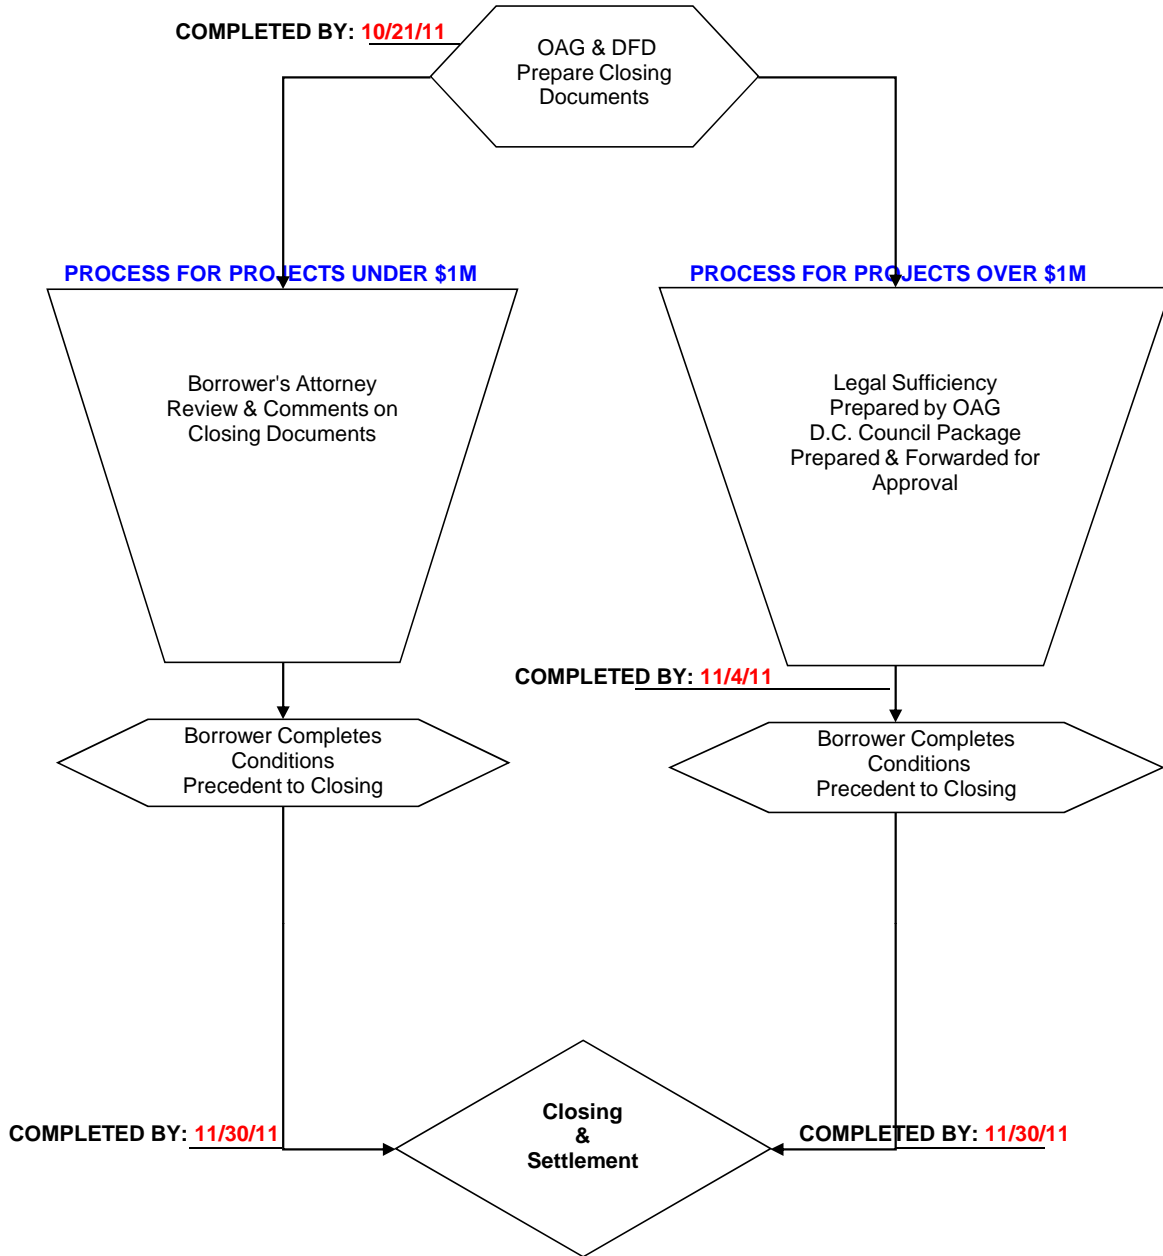 COMPLETED BY: 10/21/11
OAG & DFD
Prepare Closing
Documents
PROCESS FOR PROJECTS UNDER $1M
PROCESS FOR PROJECTS OVER $1M
Borrower's Attorney
Review & Comments on
Closing Documents
Legal Sufficiency
Prepared by OAG
D.C. Council Package
Prepared & Forwarded for
Approval
COMPLETED BY: 11/4/11
Borrower Completes
Conditions
Precedent to Closing
Borrower Completes
Conditions
Precedent to Closing
COMPLETED BY: 11/30/11
Closing
&
Settlement
COMPLETED BY: 11/30/11